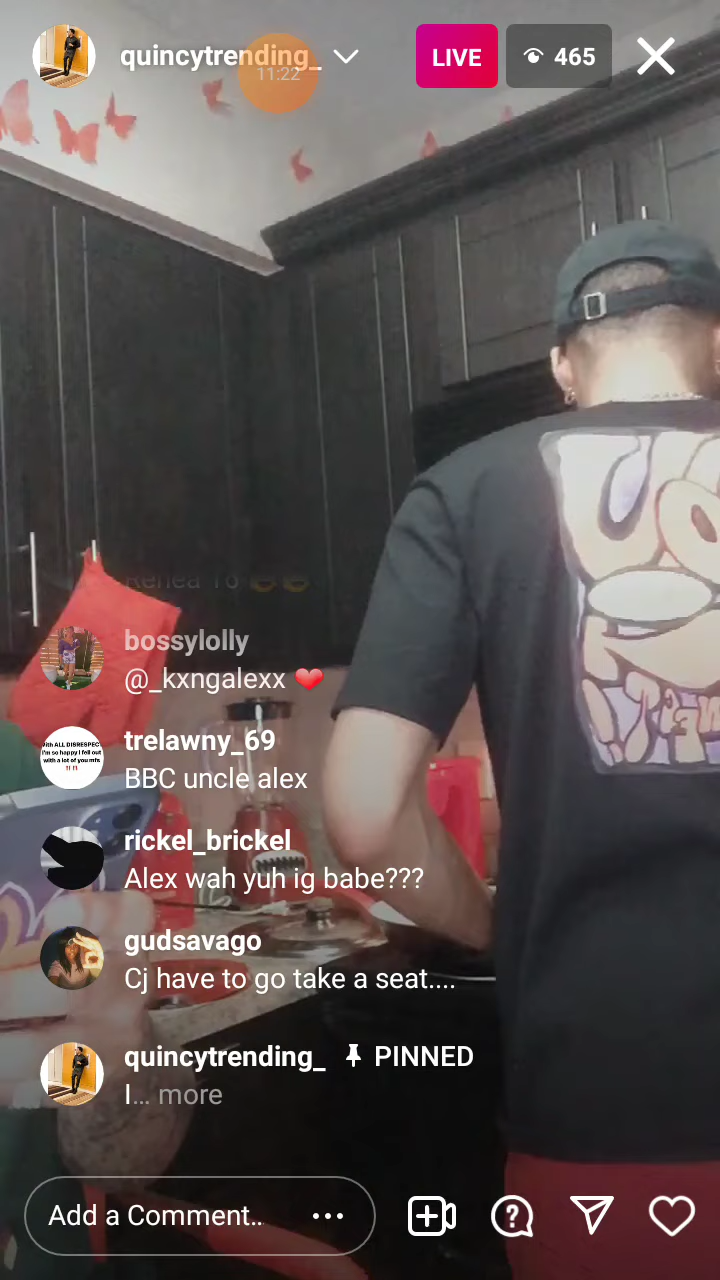 quincytrending_
LIVE
465
11:22
bossylolly
@_kxngalexx ❤️
trelawny_69
BBC uncle alex
rickel_brickel
Alex wah yuh ig babe???
gudsavago
Cj have to go take a seat....
quincytrending_ PINNED
I... more
Add a Comment..